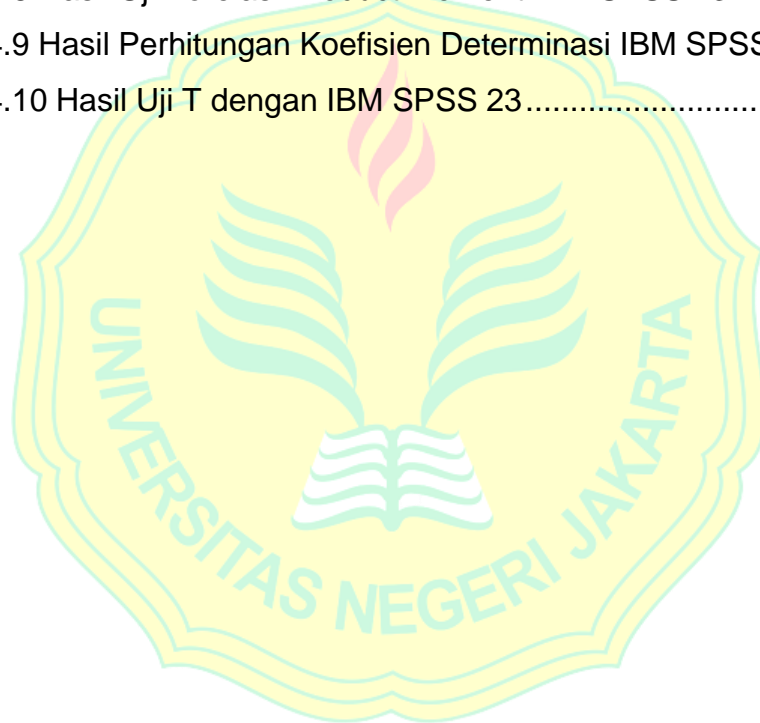 .9 Hasil Perhitungan Koefisien Determinasi IBM SPSS
.10 Hasil Uji T dengan IBM SPSS 23............................
UNIVERSITAS NEGERI JAKARTA